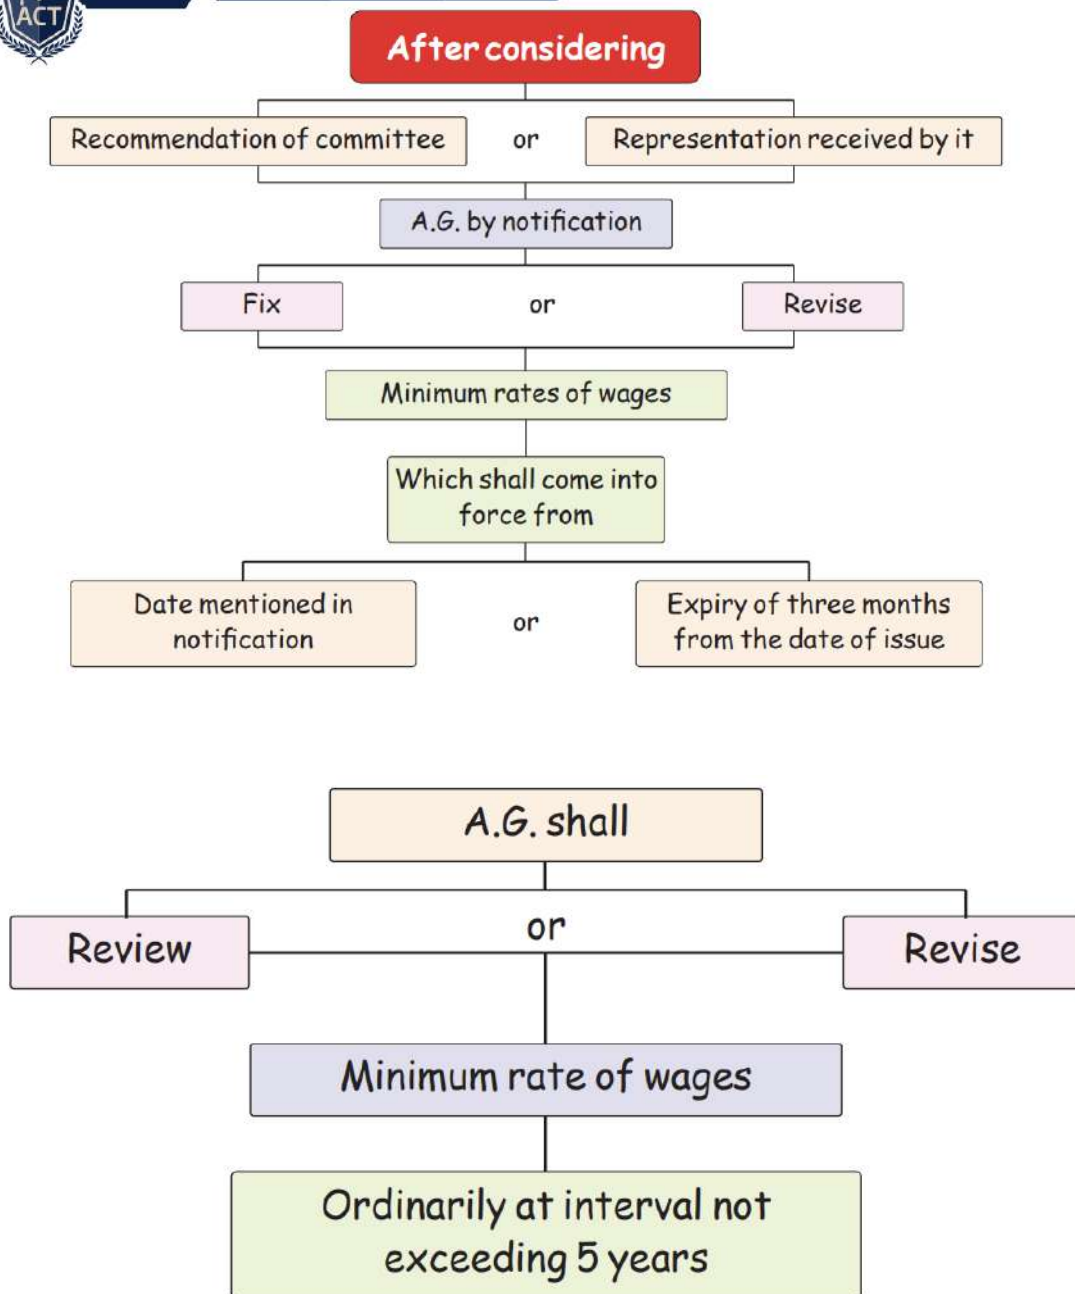 ACT
After considering
Recommendation of committee or Representation received by it
A.G. by notification
Fix or Revise
Minimum rates of wages
Which shall come into
force from
Date mentioned in
notification
or
Expiry of three months
from the date of issue
A.G. shall
Review or Revise
Minimum rate of wages
Ordinarily at interval not
exceeding 5 years